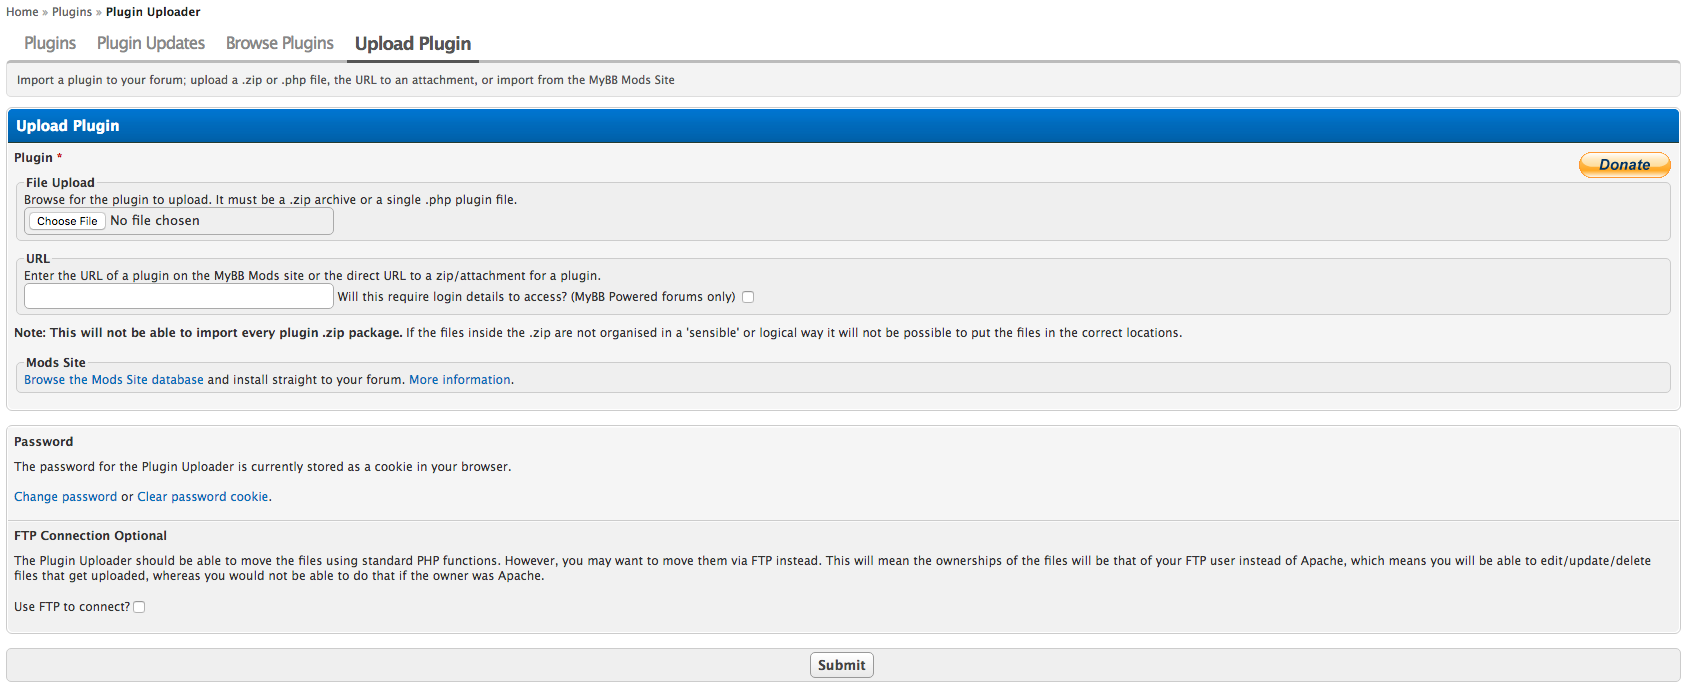 Home » Plugins » Plugin Uploader
Plugins Plugin Updates Browse Plugins Upload Plugin
Import a plugin to your forum; upload a .zip or .php file, the URL to an attachment, or import from the MyBB Mods Site
Upload Plugin
Plugin *
Donate
File Upload
Browse for the plugin to upload. It must be a .zip archive or a single .php plugin file.
Choose File No file chosen
URL
Enter the URL of a plugin on the MyBB Mods site or the direct URL to a zip/attachment for a plugin.
Will this require login details to access? (MyBB Powered forums only)
Note: This will not be able to import every plugin .zip package. If the files inside the .zip are not organised in a 'sensible' or logical way it will not be possible to put the files in the correct locations.
Mods Site
Browse the Mods Site database and install straight to your forum. More information.
Password
The password for the Plugin Uploader is currently stored as a cookie in your browser.
Change password or Clear password cookie.
FTP Connection Optional
The Plugin Uploader should be able to move the files using standard PHP functions. However, you may want to move them via FTP instead. This will mean the ownerships of the files will be that of your FTP user instead of Apache, which means you will be able to edit/update/delete
files that get uploaded, whereas you would not be able to do that if the owner was Apache.
Use FTP to connect?
Submit